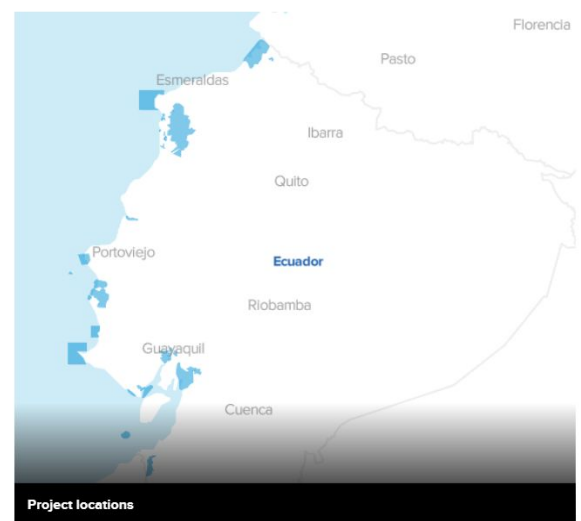 Florencia
Pasto
Esmeraldas
Ibarra
Quito
Portoviejo
Ecuador
Riobamba
Guayaquil
Cuenca
Project locations